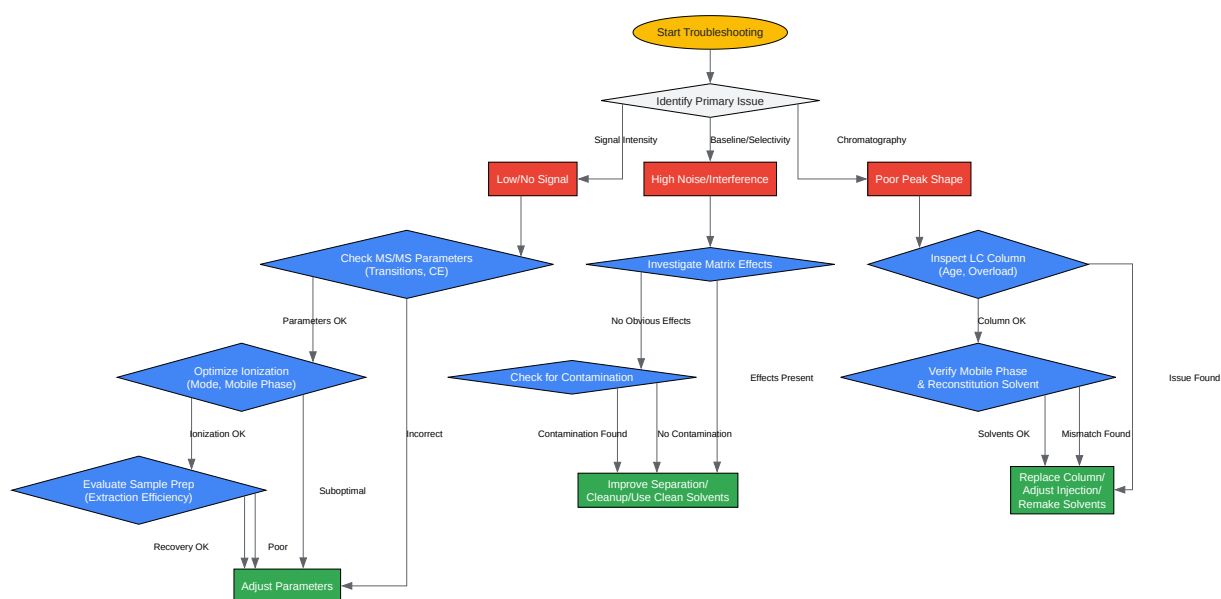 Start Troubleshooting
Identify Primary Issue
Signal Intensity
Baseline/Selectivity
Chromatography
Low/No Signal
High Noise/Interference
Poor Peak Shape
Check MS/MS Parameters
(Transitions, CE)
Investigate Matrix Effects
Inspect LC Column
(Age, Overload)
Parameters OK
No Obvious Effects
Column OK
Optimize Ionization
(Mode, Mobile Phase)
Check for Contamination
Effects Present
Verify Mobile Phase
& Reconstitution Solvent
Issue Found
Ionization OK
Incorrect
Contamination Found
No Contamination
Solvents OK
Mismatch Found
Evaluate Sample Prep
(Extraction Efficiency)
Suboptimal
Improve Separation/
Cleanup/Use Clean Solvents
Replace Column/
Adjust Injection/
Remake Solvents
Recovery OK
Poor
Adjust Parameters